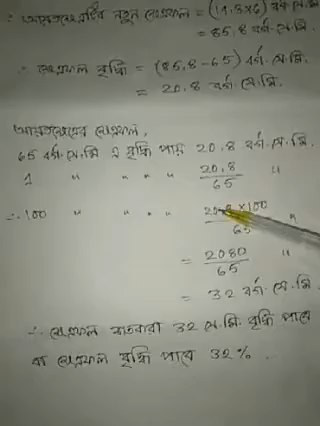 ∴ আয়তক্ষেত্রটির নতুন ক্ষেত্রফল = (14.3×6) বর্গ সে.মি.
= 85.8 বর্গ সে.মি.
∴ ক্ষেত্রফল বৃদ্ধি = (85.8-65) বর্গ সে.মি.
= 20.8 বর্গ সে.মি.
আয়তক্ষেত্রের ক্ষেত্রফল,
65 বর্গ সে.মি এ বৃদ্ধি পায় 20.8 বর্গ সে.মি.
1 " " " " 20.8/65 "
∴ 100 " " " " 20.8×100/65 "
= 2080/65 "
= 32 বর্গ সে.মি.
∴ ক্ষেত্রফল শতকরা 32 সে.মি. বৃদ্ধি পাবে
বা ক্ষেত্রফল বৃদ্ধি পাবে 32%.